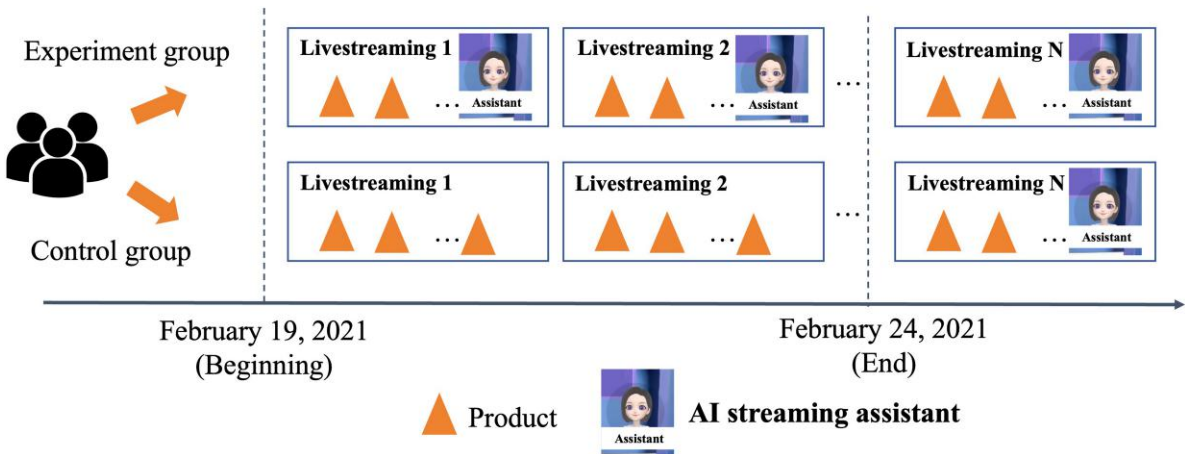 Experiment group
Control group
Livestreaming 1
...
Assistant
Livestreaming 2
...
Assistant
...
Livestreaming N
...
Assistant
Livestreaming 1
...
Livestreaming 2
...
...
Livestreaming N
...
Assistant
February 19, 2021
(Beginning)
February 24, 2021
(End)
Product
Assistant
AI streaming assistant